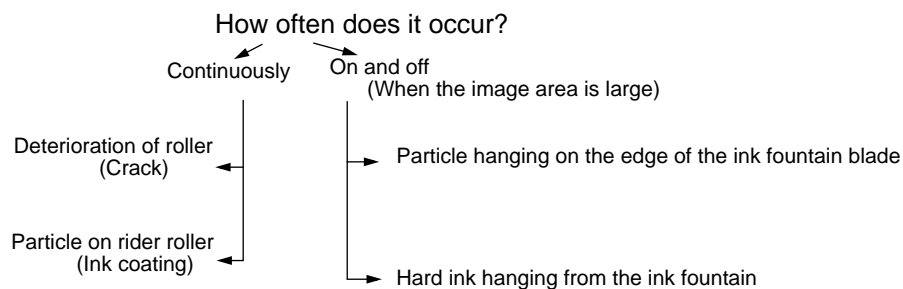 How often does it occur?
Continuously
On and off
(When the image area is large)
Deterioration of roller
(Crack)
Particle hanging on the edge of the ink fountain blade
Particle on rider roller
(Ink coating)
Hard ink hanging from the ink fountain